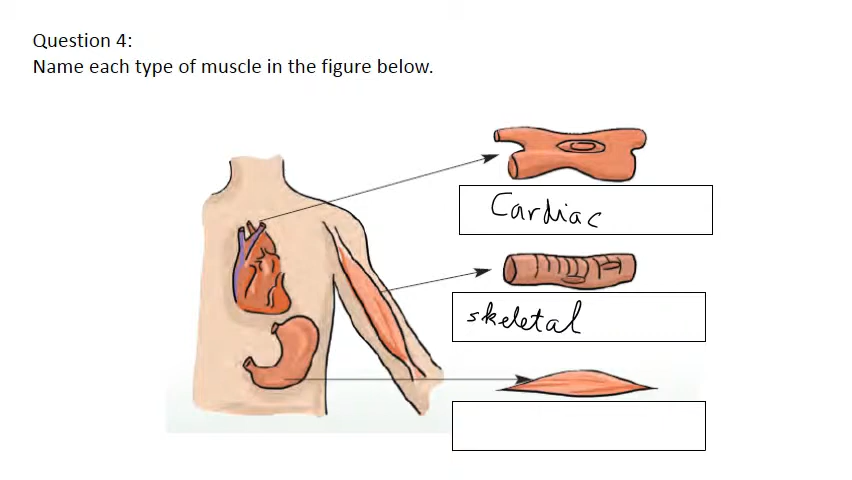 Question 4:
Name each type of muscle in the figure below.
Cardiac
skeletal